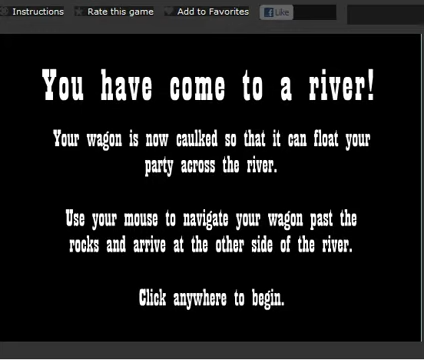 Instructions Rate this game Add to Favorites Like
You have come to a river!
Your wagon is now caulked so that it can float your
party across the river.
Use your mouse to navigate your wagon past the
rocks and arrive at the other side of the river.
Click anywhere to begin.